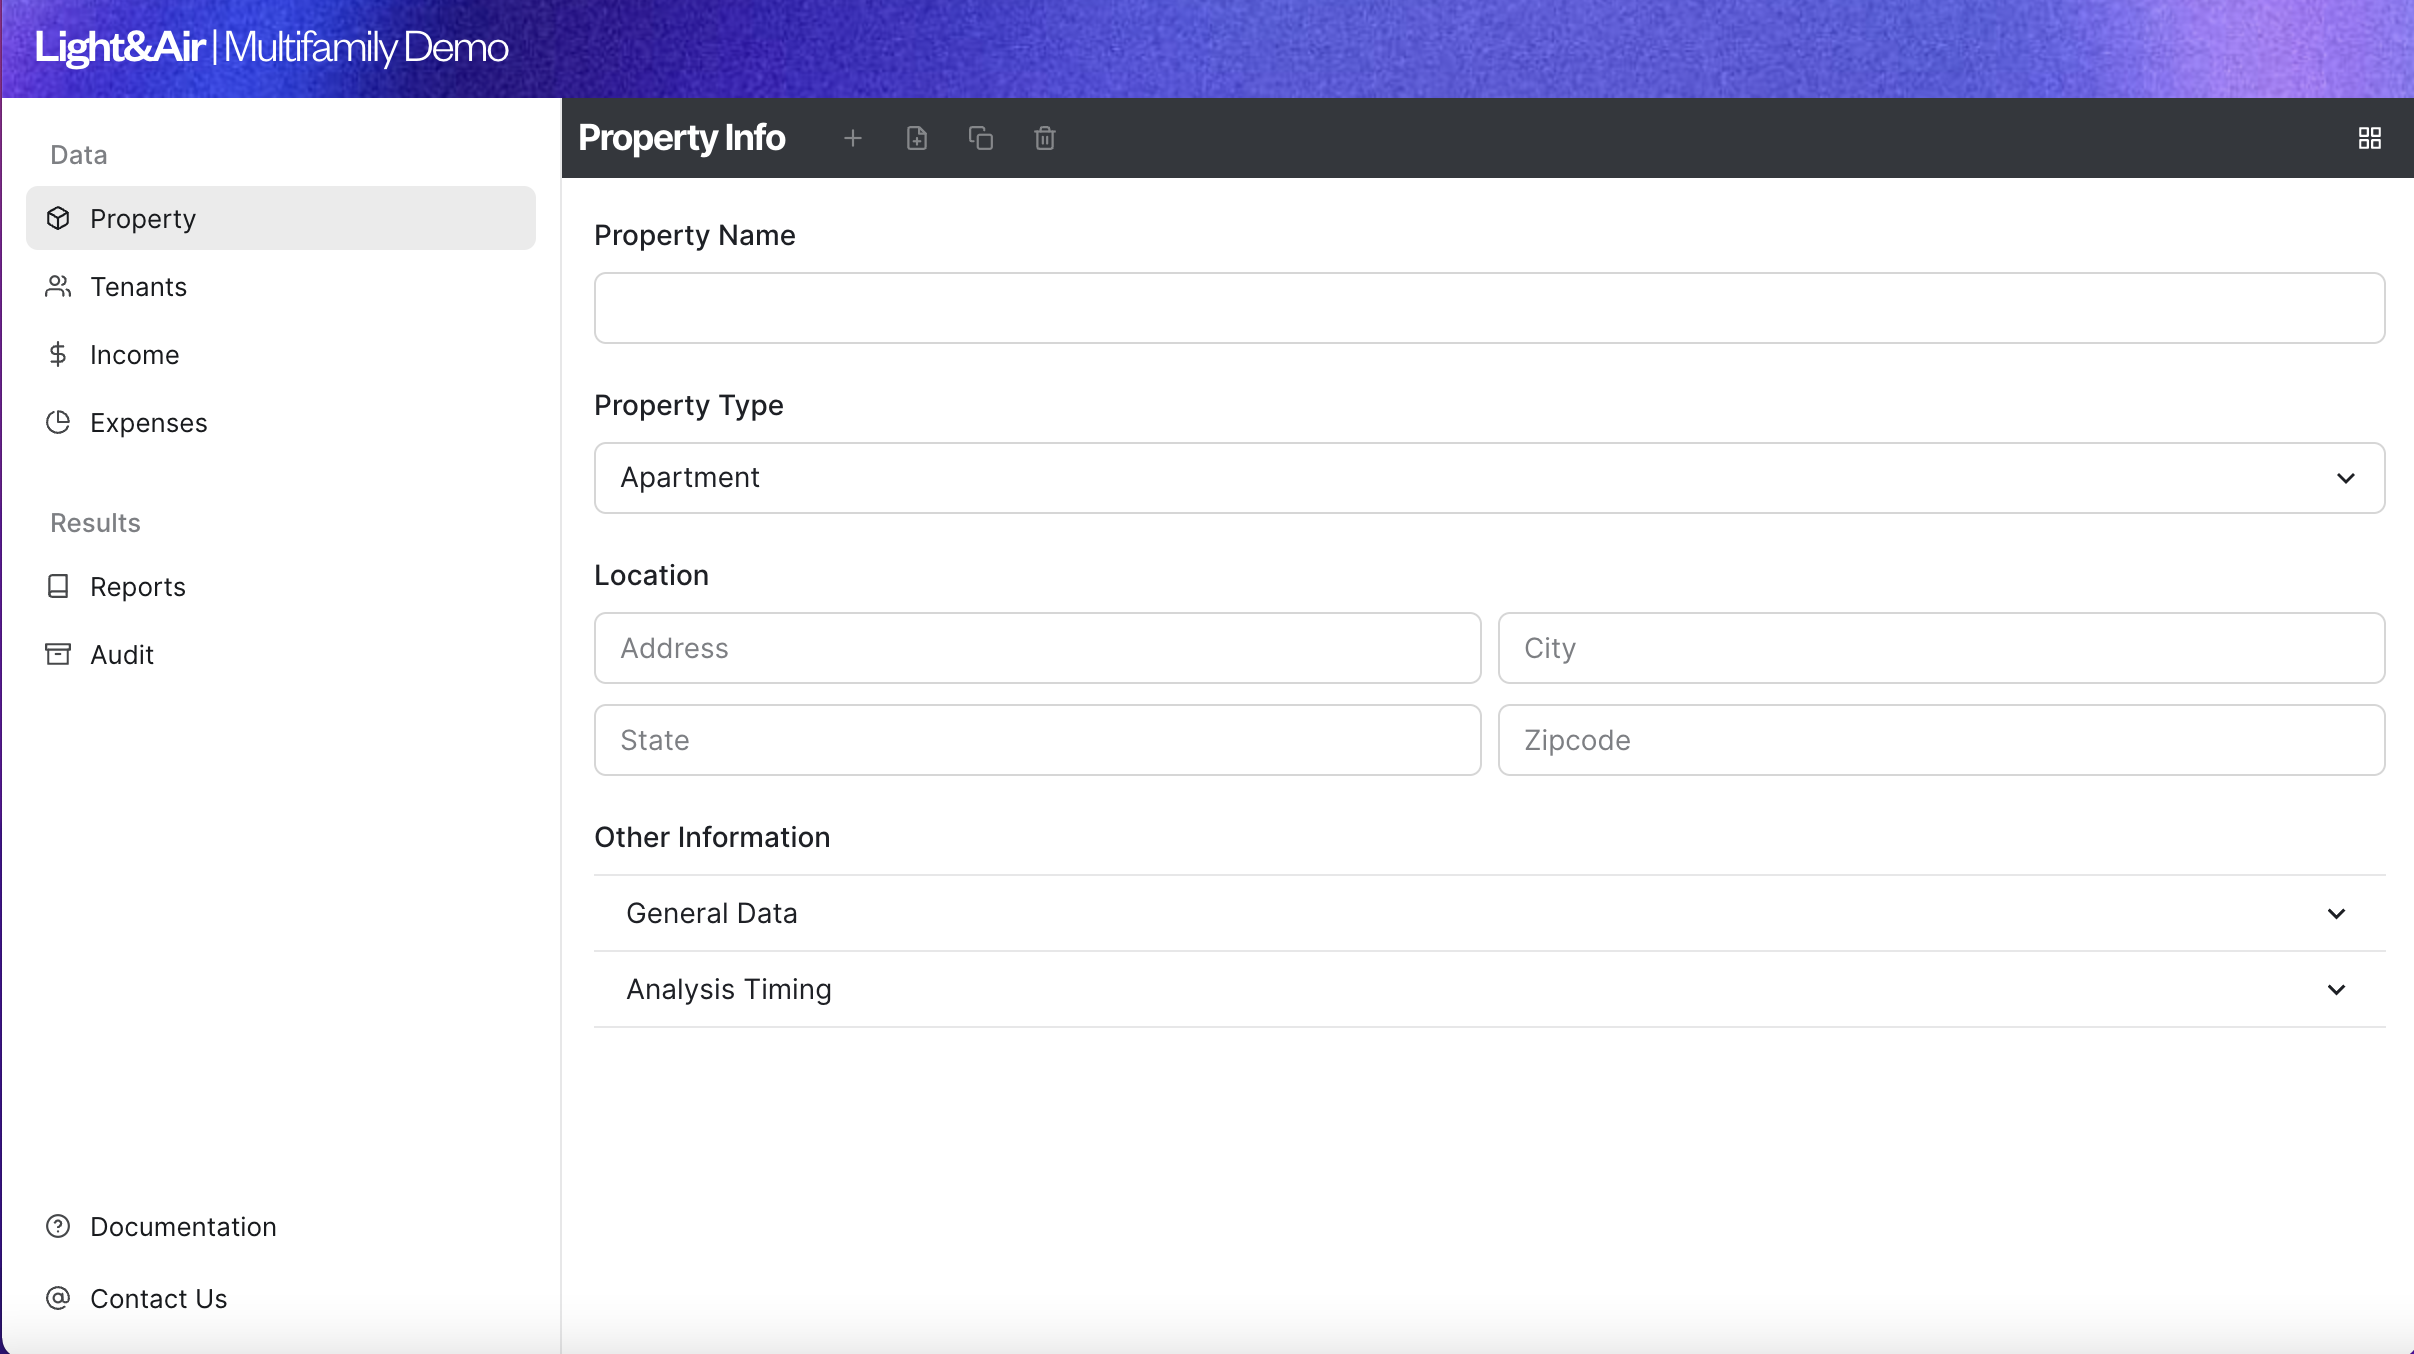 Light&Air | Multifamily Demo
Data
Property
Tenants
Income
Expenses
Results
Reports
Audit
Documentation
Contact Us
Property Info
Property Name
Property Type
Apartment
Location
Address
City
State
Zipcode
Other Information
General Data
Analysis Timing